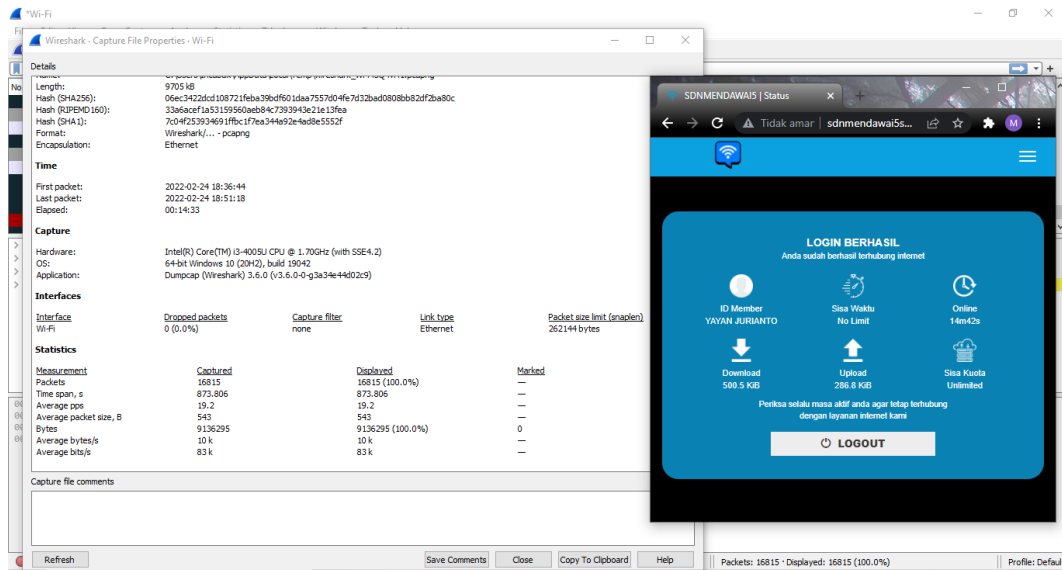 *Wi-Fi
Wireshark · Capture File Properties · Wi-Fi
Details
Length: 9705 kB
Hash (SHA256): 06ec3422dcd108721feba39bdf601daa7557d04fe7d32bad0808bb82df2ba80c
Hash (RIPEMD160): 33a6acef1a53159560aeb84c7393943e21e13fea
Hash (SHA1): 7c04f253934691ffbc1f7ea344a92e4ad8e5552f
Format: Wireshark/... - pcapng
Encapsulation: Ethernet
Time
First packet: 2022-02-24 18:36:44
Last packet: 2022-02-24 18:51:18
Elapsed: 00:14:33
Capture
Hardware: Intel(R) Core(TM) i3-4005U CPU @ 1.70GHz (with SSE4.2)
OS: 64-bit Windows 10 (20H2), build 19042
Application: Dumpcap (Wireshark) 3.6.0 (v3.6.0-0-g3a34e44d02c9)
Interfaces
Interface Dropped packets Capture filter Link type Packet size limit (snaplen)
Wi-Fi 0 (0.0%) none Ethernet 262144 bytes
Statistics
Measurement Captured Displayed Marked
Packets 16815 16815 (100.0%) —
Time span, s 873.806 873.806 —
Average pps 19.2 19.2 —
Average packet size, B 543 543 —
Bytes 9136295 9136295 (100.0%) 0
Average bytes/s 10 k 10 k —
Average bits/s 83 k 83 k —
Capture file comments
Refresh Save Comments Close Copy To Clipboard Help
Packets: 16815 · Displayed: 16815 (100.0%) Profile: Defau
SDNMENDAWAI5 | Status
Tidak aman sdnmendawai5s... M
LOGIN BERHASIL
Anda sudah berhasil terhubung internet
ID Member Sisa Waktu Online
YAYAN JURIANTO No Limit 14m42s
Download Upload Sisa Kuota
500.5 KiB 286.8 KiB Unlimited
Periksa selalu masa aktif anda agar tetap terhubung
dengan layanan internet kami
LOGOUT